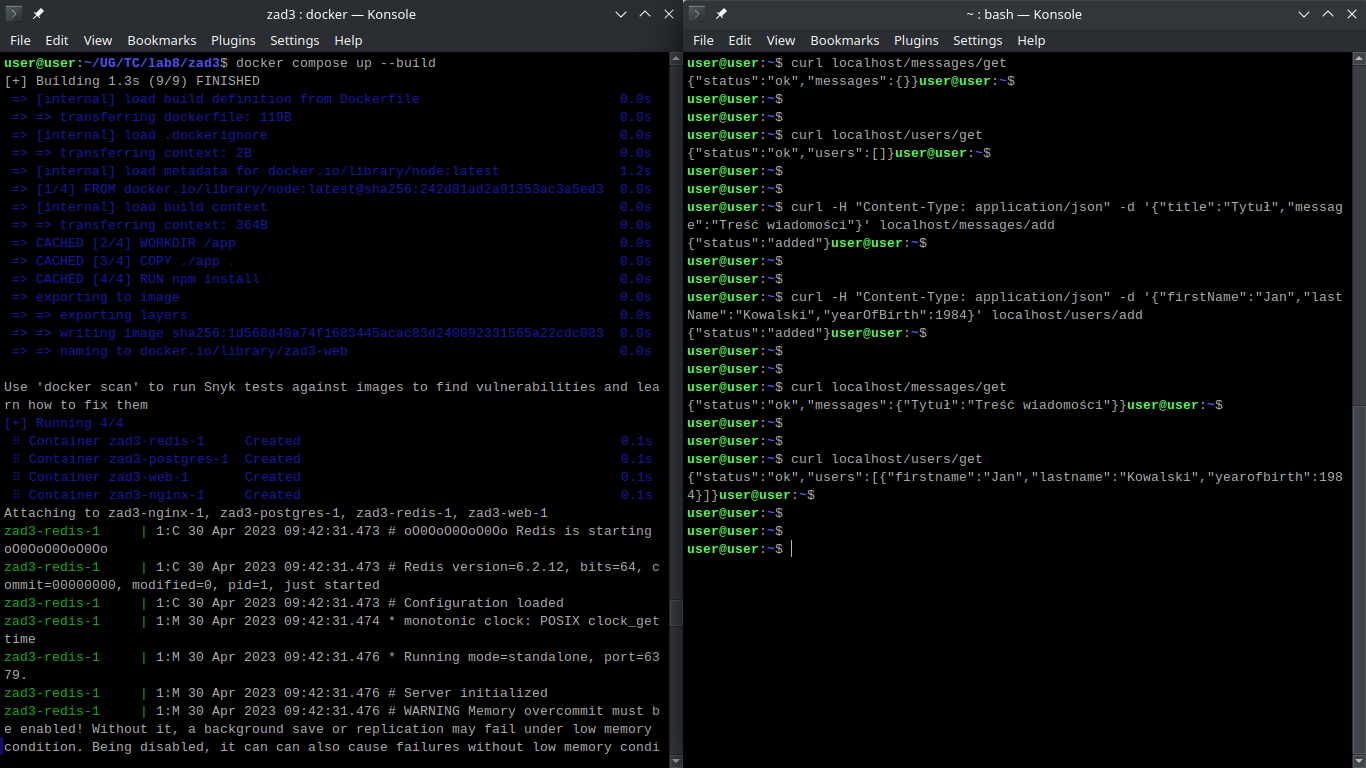 zad3 : docker — Konsole
File Edit View Bookmarks Plugins Settings Help
user@user:~/UG/TC/lab8/zad3$ docker compose up --build
[+] Building 1.3s (9/9) FINISHED
=> [internal] load build definition from Dockerfile 0.0s
=> => transferring dockerfile: 119B 0.0s
=> [internal] load .dockerignore 0.0s
=> => transferring context: 2B 0.0s
=> [internal] load metadata for docker.io/library/node:latest 1.2s
=> [1/4] FROM docker.io/library/node:latest@sha256:242d81ad2a91353ac3a5ed3 0.0s
=> [internal] load build context 0.0s
=> => transferring context: 364B 0.0s
=> CACHED [2/4] WORKDIR /app 0.0s
=> CACHED [3/4] COPY ./app . 0.0s
=> CACHED [4/4] RUN npm install 0.0s
=> exporting to image 0.0s
=> => exporting layers 0.0s
=> => writing image sha256:1d568d40a74f1683445acac83d240092331565a22cdc083 0.0s
=> => naming to docker.io/library/zad3-web 0.0s
Use 'docker scan' to run Snyk tests against images to find vulnerabilities and lea
rn how to fix them
[+] Running 4/4
⠿ Container zad3-redis-1 Created 0.1s
⠿ Container zad3-postgres-1 Created 0.1s
⠿ Container zad3-web-1 Created 0.1s
⠿ Container zad3-nginx-1 Created 0.1s
Attaching to zad3-nginx-1, zad3-postgres-1, zad3-redis-1, zad3-web-1
zad3-redis-1 | 1:C 30 Apr 2023 09:42:31.473 # oO0OoO0OoO0Oo Redis is starting
oO0OoO0OoO0Oo
zad3-redis-1 | 1:C 30 Apr 2023 09:42:31.473 # Redis version=6.2.12, bits=64, c
ommit=00000000, modified=0, pid=1, just started
zad3-redis-1 | 1:C 30 Apr 2023 09:42:31.473 # Configuration loaded
zad3-redis-1 | 1:M 30 Apr 2023 09:42:31.474 * monotonic clock: POSIX clock_get
time
zad3-redis-1 | 1:M 30 Apr 2023 09:42:31.476 * Running mode=standalone, port=63
79.
zad3-redis-1 | 1:M 30 Apr 2023 09:42:31.476 # Server initialized
zad3-redis-1 | 1:M 30 Apr 2023 09:42:31.476 # WARNING Memory overcommit must b
e enabled! Without it, a background save or replication may fail under low memory
condition. Being disabled, it can can also cause failures without low memory condi
~ : bash — Konsole
File Edit View Bookmarks Plugins Settings Help
user@user:~$ curl localhost/messages/get
{"status":"ok","messages":{}}user@user:~$
user@user:~$
user@user:~$
user@user:~$ curl localhost/users/get
{"status":"ok","users":[]}user@user:~$
user@user:~$
user@user:~$
user@user:~$ curl -H "Content-Type: application/json" -d '{"title":"Tytuł","messag
e":"Treść wiadomości"}' localhost/messages/add
{"status":"added"}user@user:~$
user@user:~$
user@user:~$
user@user:~$ curl -H "Content-Type: application/json" -d '{"firstName":"Jan","last
Name":"Kowalski","yearOfBirth":1984}' localhost/users/add
{"status":"added"}user@user:~$
user@user:~$
user@user:~$
user@user:~$ curl localhost/messages/get
{"status":"ok","messages":{"Tytuł":"Treść wiadomości"}}user@user:~$
user@user:~$
user@user:~$
user@user:~$ curl localhost/users/get
{"status":"ok","users":[{"firstname":"Jan","lastname":"Kowalski","yearofbirth":198
4}]}user@user:~$
user@user:~$
user@user:~$
user@user:~$